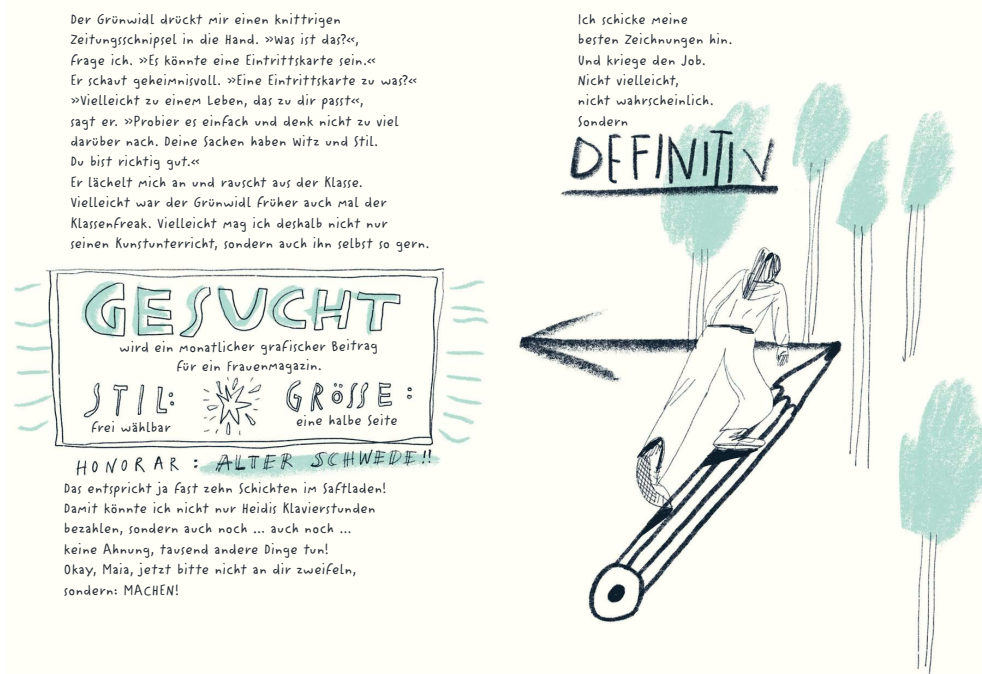 Der Grünwidl drückt mir einen knittrigen
Zeitungsschnipsel in die Hand. »Was ist das?«,
frage ich. »Es könnte eine Eintrittskarte sein.«
Er schaut geheimnisvoll. »Eine Eintrittskarte zu was?«
»Vielleicht zu einem Leben, das zu dir passt«,
sagt er. »Probier es einfach und denk nicht zu viel
darüber nach. Deine Sachen haben Witz und Stil.
Du bist richtig gut.«
Er lächelt mich an und rauscht aus der Klasse.
Vielleicht war der Grünwidl früher auch mal der
Klassenfreak. Vielleicht mag ich deshalb nicht nur
seinen Kunstunterricht, sondern auch ihn selbst so gern.
GESUCHT
wird ein monatlicher grafischer Beitrag
für ein Frauenmagazin.
STIL:
frei wählbar
GRÖSSE:
eine halbe Seite
HONORAR: ALTER SCHWEDE!!
Das entspricht ja fast zehn Schichten im Saftladen!
Damit könnte ich nicht nur Heidis Klavierstunden
bezahlen, sondern auch noch ... auch noch ...
keine Ahnung, tausend andere Dinge tun!
Okay, Maia, jetzt bitte nicht an dir zweifeln,
sondern: MACHEN!
Ich schicke meine
besten Zeichnungen hin.
Und kriege den Job.
Nicht vielleicht,
nicht wahrscheinlich.
Sondern
DEFINITIV